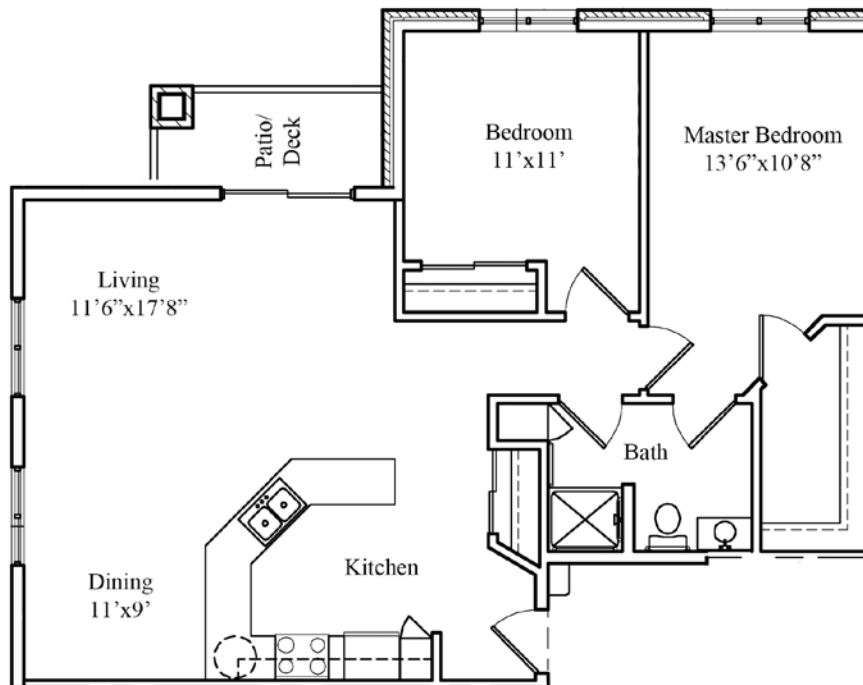 Patio/
Deck
Bedroom
11’x11’
Master Bedroom
13’6”x10’8”
Living
11’6”x17’8”
Bath
Kitchen
Dining
11’x9’